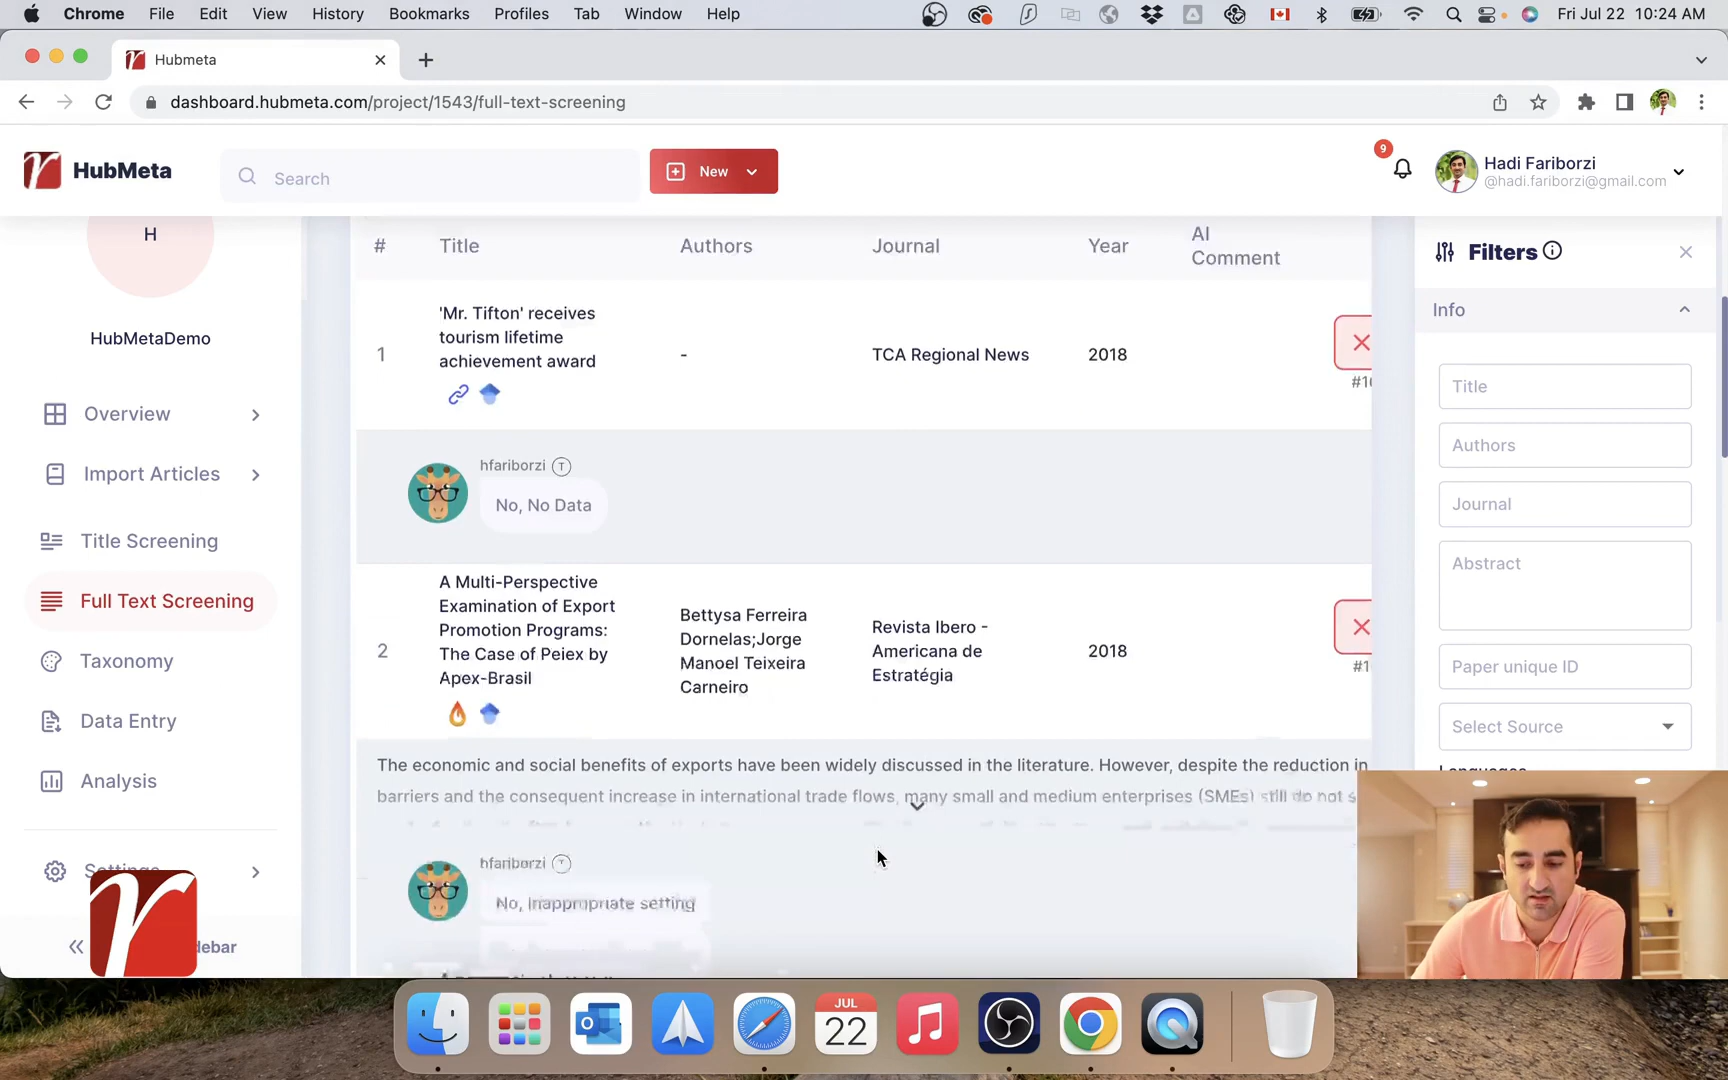 Chrome File Edit View History Bookmarks Profiles Tab Window Help Fri Jul 22 10:24 AM
Hubmeta
dashboard.hubmeta.com/project/1543/full-text-screening
HubMeta
Search
New
9
Hadi Fariborzi
@hadi.fariborzi@gmail.com
H
HubMetaDemo
Overview
Import Articles
Title Screening
Full Text Screening
Taxonomy
Data Entry
Analysis
Settings
# Title Authors Journal Year AI Comment
1
'Mr. Tifton' receives
tourism lifetime
achievement award
-
TCA Regional News
2018
hfariborzi T
No, No Data
2
A Multi-Perspective
Examination of Export
Promotion Programs:
The Case of Peiex by
Apex-Brasil
Bettysa Ferreira
Dornelas;Jorge
Manoel Teixeira
Carneiro
Revista Ibero -
Americana de
Estratégia
2018
The economic and social benefits of exports have been widely discussed in the literature. However, despite the reduction in
barriers and the consequent increase in international trade flows, many small and medium enterprises (SMEs) still do not s
hfariborzi T
No, Inappropriate setting
Filters
Info
Title
Authors
Journal
Abstract
Paper unique ID
Select Source
Languages
JUL
22